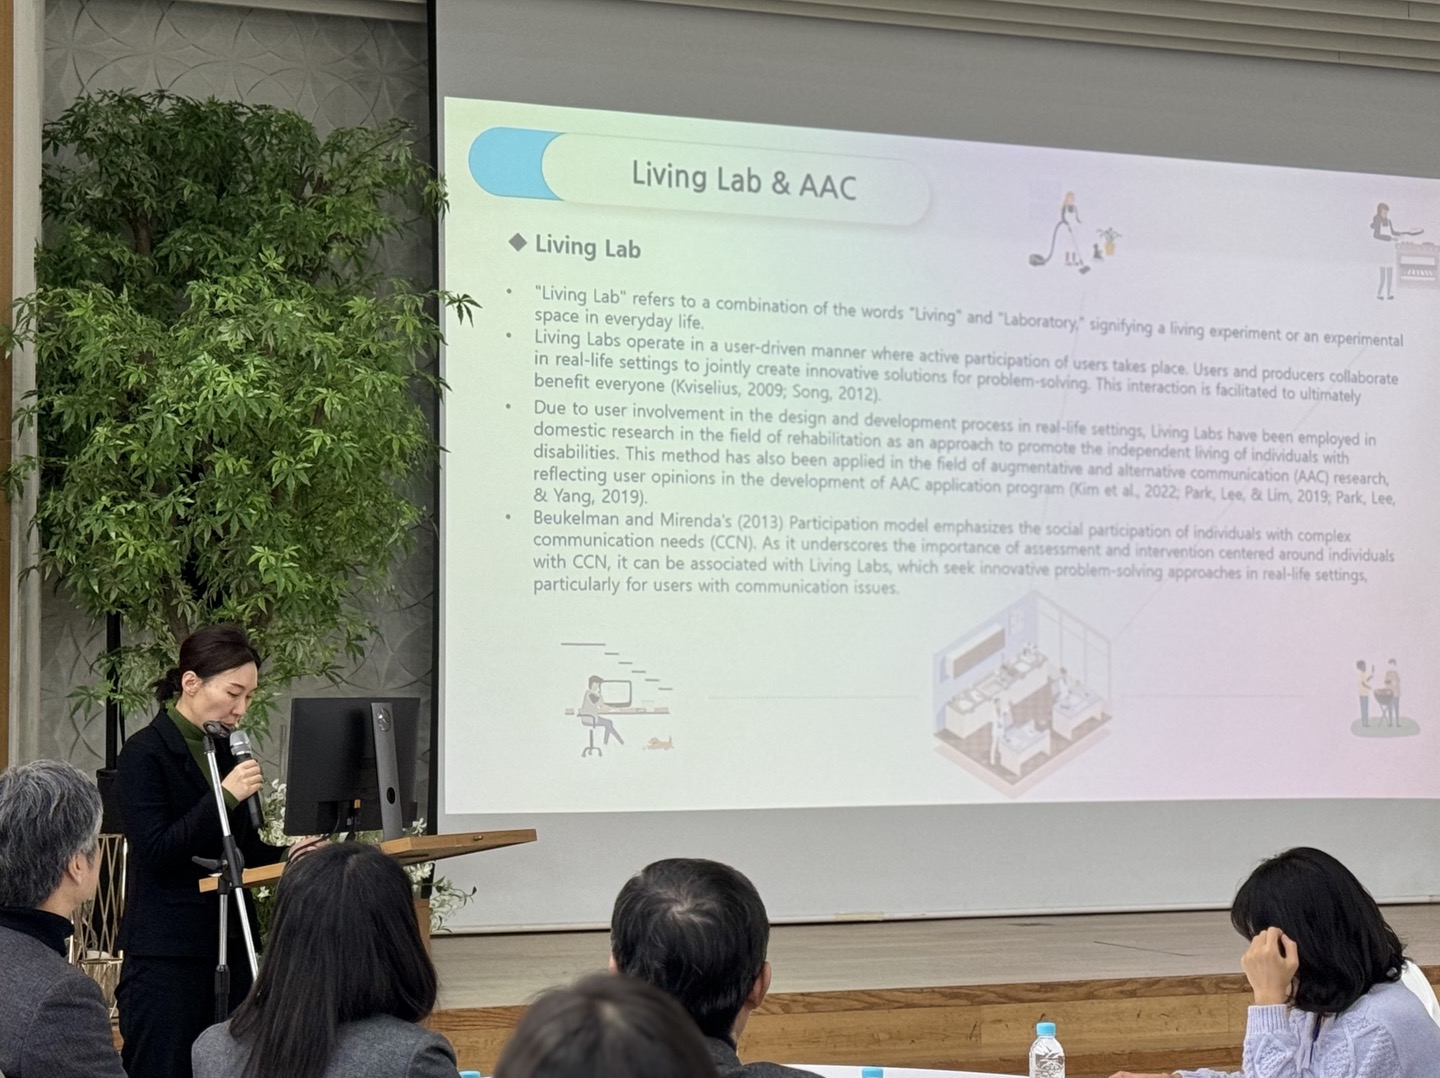 Living Lab & AAC
◆ Living Lab
• "Living Lab" refers to a combination of the words "Living" and "Laboratory," signifying a living experiment or an experimental
space in everyday life.
• Living Labs operate in a user-driven manner where active participation of users takes place. Users and producers collaborate
in real-life settings to jointly create innovative solutions for problem-solving. This interaction is facilitated to ultimately
benefit everyone (Kviselius, 2009; Song, 2012).
• Due to user involvement in the design and development process in real-life settings, Living Labs have been employed in
domestic research in the field of rehabilitation as an approach to promote the independent living of individuals with
disabilities. This method has also been applied in the field of augmentative and alternative communication (AAC) research,
reflecting user opinions in the development of AAC application program (Kim et al., 2022; Park, Lee, & Lim, 2019; Park, Lee,
& Yang, 2019).
• Beukelman and Mirenda's (2013) Participation model emphasizes the social participation of individuals with complex
communication needs (CCN). As it underscores the importance of assessment and intervention centered around individuals
with CCN, it can be associated with Living Labs, which seek innovative problem-solving approaches in real-life settings,
particularly for users with communication issues.